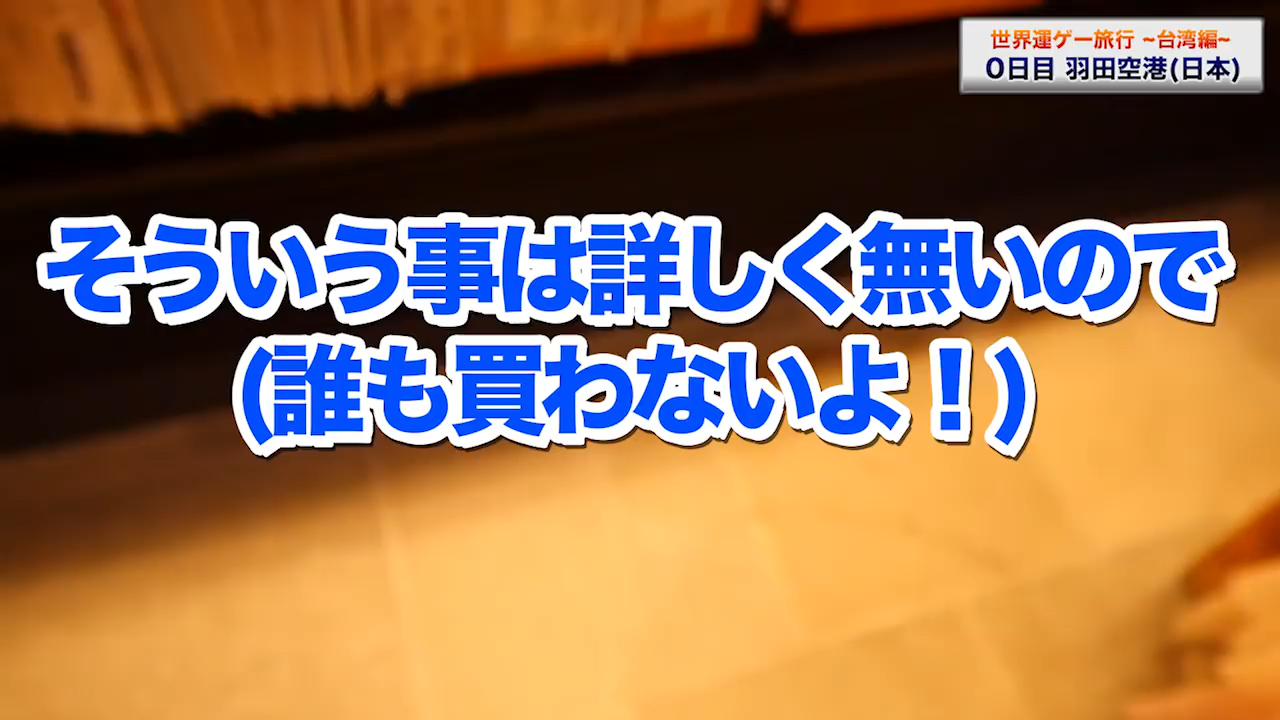 世界運ゲー旅行 ~台湾編~
0日目 羽田空港(日本)
そういう事は詳しく無いので
(誰も買わないよ！)